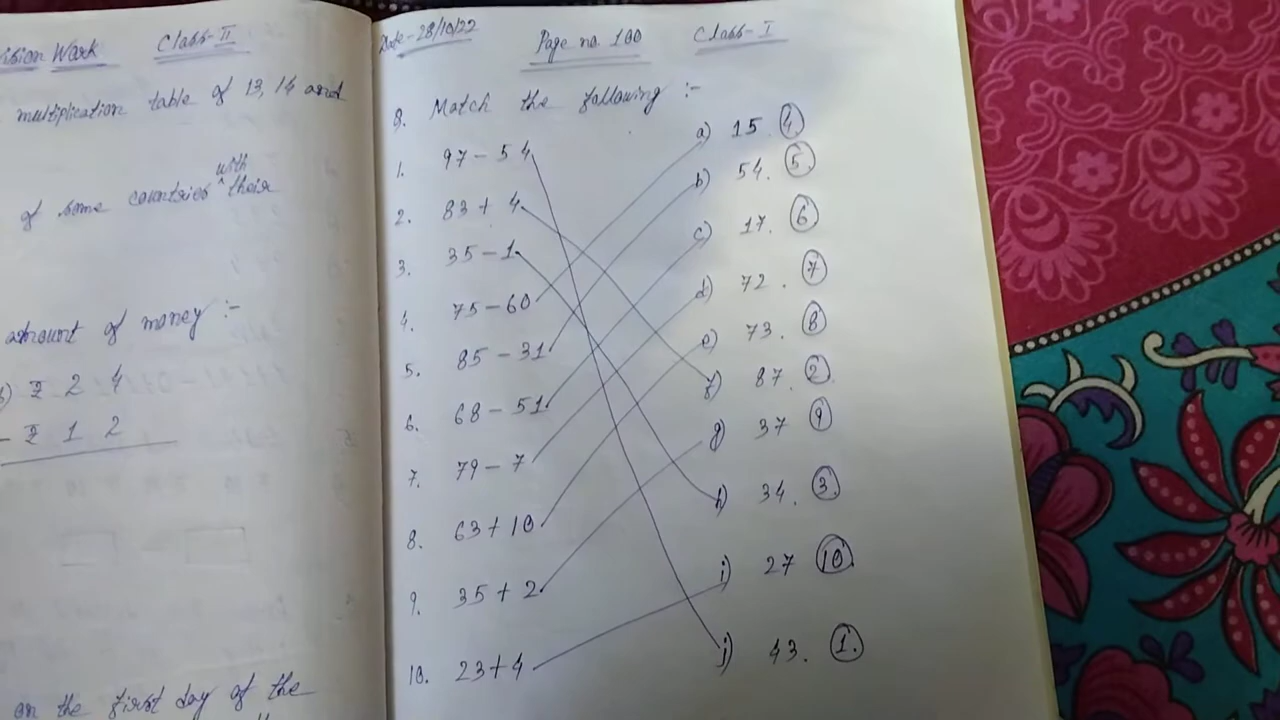 ision Work Class-II
multiplication table of 13, 14 and
with
of some countries ^ their
amount of money :-
b) ₹ 2 4
- ₹ 1 2
on the first day of the
Date - 28/10/22 Page no. 100 Class-I
9. Match the following :-
1. 97 - 54
2. 83 + 4
3. 35 - 1
4. 75 - 60
5. 85 - 31
6. 68 - 51
7. 79 - 7
8. 63 + 10
9. 35 + 2
10. 23 + 4
a) 15. 4.
b) 54. 5.
c) 17. 6
d) 72. 7
e) 73. 8
f) 87. 2.
g) 37 9
h) 34. 3.
i) 27 10.
j) 43. 1.